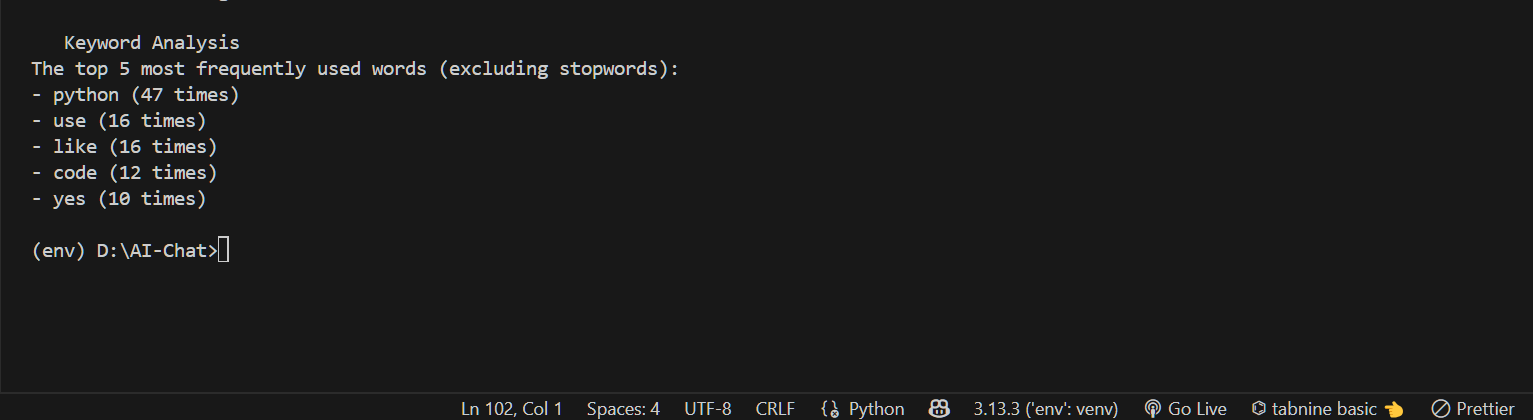 Keyword Analysis
The top 5 most frequently used words (excluding stopwords):
- python (47 times)
- use (16 times)
- like (16 times)
- code (12 times)
- yes (10 times)
(env) D:\AI-Chat>
Ln 102, Col 1 Spaces: 4 UTF-8 CRLF Python 3.13.3 ('env': venv) Go Live tabnine basic 👈 Prettier